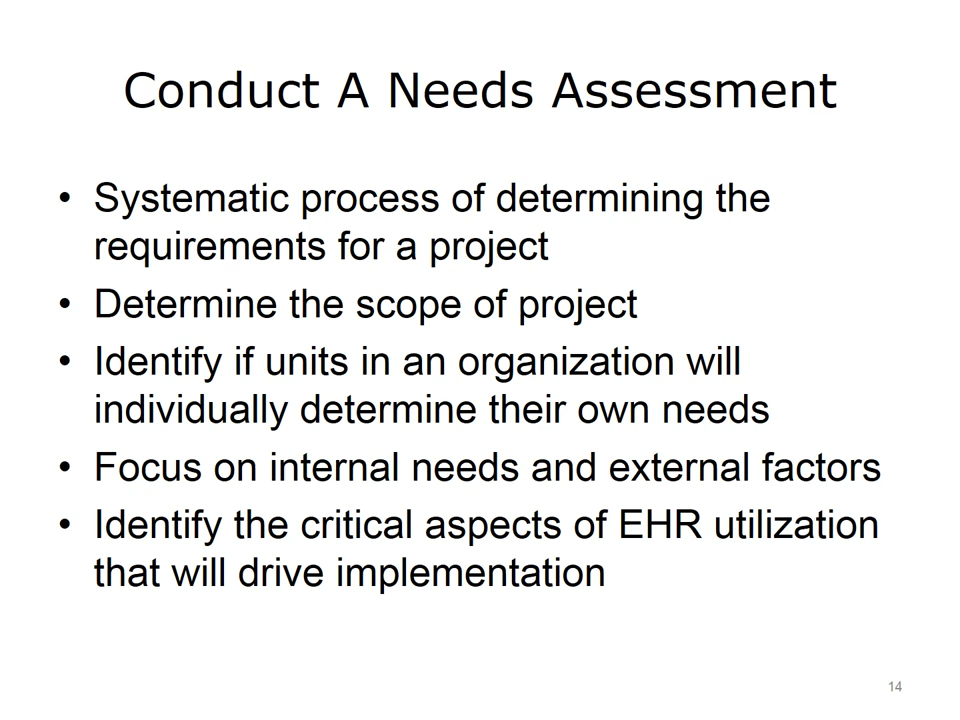 Conduct A Needs Assessment
• Systematic process of determining the
requirements for a project
• Determine the scope of project
• Identify if units in an organization will
individually determine their own needs
• Focus on internal needs and external factors
• Identify the critical aspects of EHR utilization
that will drive implementation
14